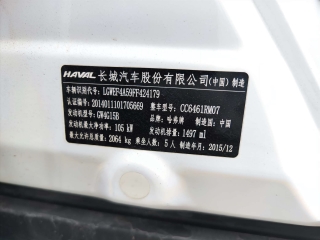 HAVAL 长城汽车股份有限公司(中国)制造
车辆识别代号: LGWEF4A59FF424179
编号: 2014011101705669 整车型号: CC6461RM07
发动机型号: GW4G15B 品牌: 哈弗牌 制造国: 中国
发动机最大净功率: 105 kW 发动机排量: 1497 ml
最大允许总质量: 2064 kg 乘坐人数: 5 人 制造年月: 2015/12